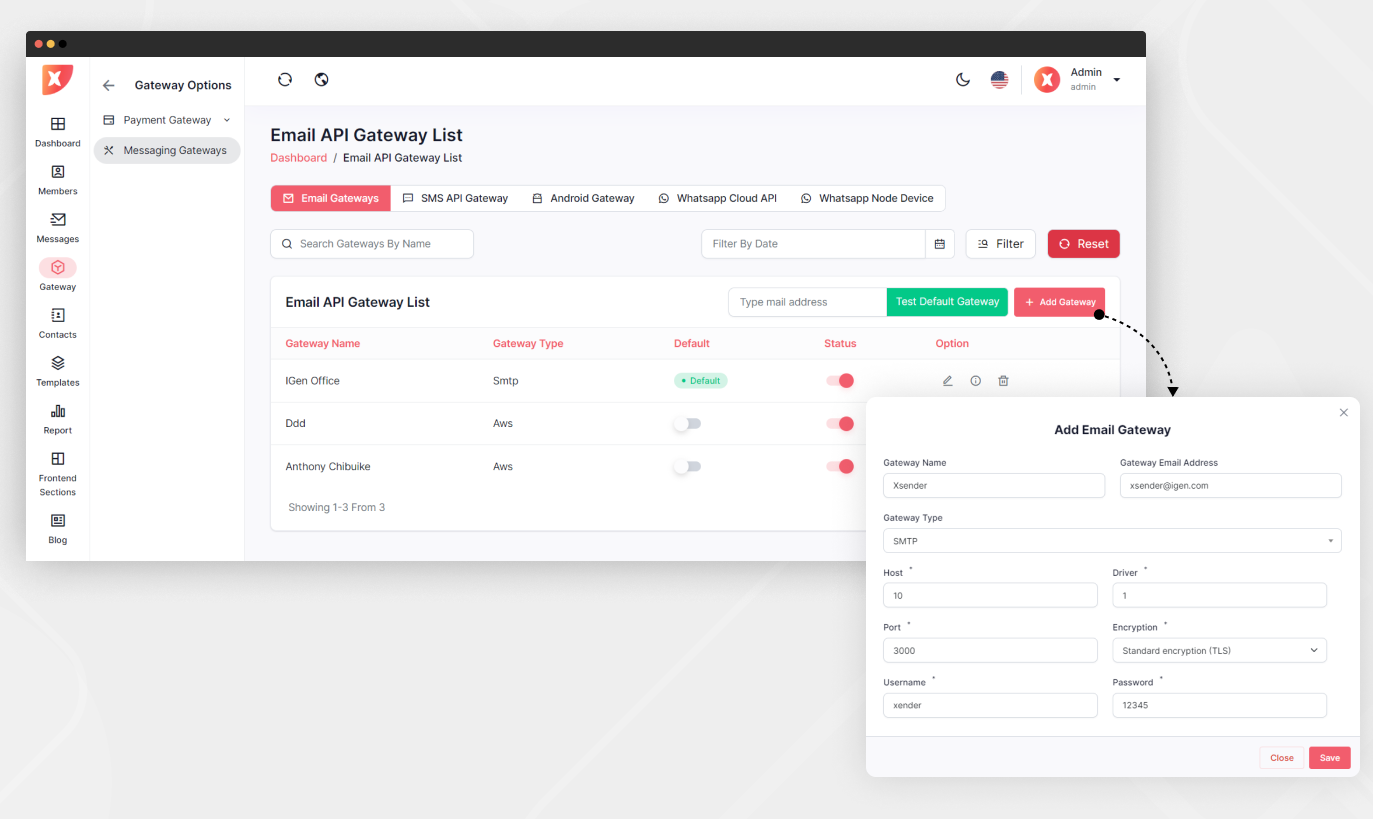 Gateway Options
Admin
admin
Payment Gateway
Messaging Gateways
Dashboard
Members
Messages
Gateway
Contacts
Templates
Report
Frontend
Sections
Blog
Email API Gateway List
Dashboard / Email API Gateway List
Email Gateways SMS API Gateway Android Gateway Whatsapp Cloud API Whatsapp Node Device
Search Gateways By Name Filter By Date Filter Reset
Email API Gateway List Type mail address Test Default Gateway + Add Gateway
Gateway Name Gateway Type Default Status Option
IGen Office Smtp Default
Ddd Aws
Anthony Chibuike Aws
Showing 1-3 From 3
Add Email Gateway
Gateway Name Gateway Email Address
Xsender xsender@igen.com
Gateway Type
SMTP
Host * Driver *
10 1
Port * Encryption *
3000 Standard encryption (TLS)
Username * Password *
xender 12345
Close Save